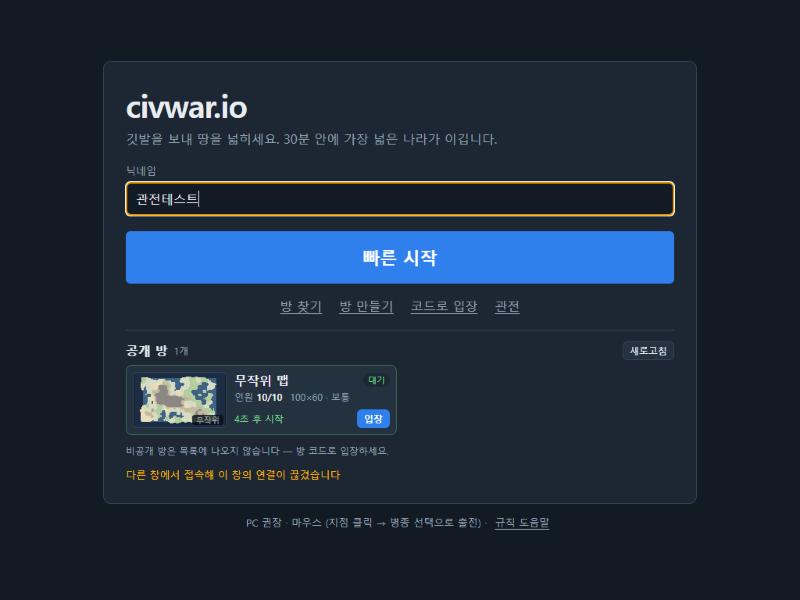 civwar.io
깃발을 보내 땅을 넓히세요. 30분 안에 가장 넓은 나라가 이깁니다.
닉네임
관전테스트
빠른 시작
방 찾기 방 만들기 코드로 입장 관전
공개 방 1개 새로고침
무작위 맵 대기
인원 10/10 100×60 · 보통
무작위
4초 후 시작 입장
비공개 방은 목록에 나오지 않습니다 — 방 코드로 입장하세요.
다른 창에서 접속해 이 창의 연결이 끊겼습니다
PC 권장 · 마우스 (지점 클릭 → 병종 선택으로 출전) · 규칙 도움말